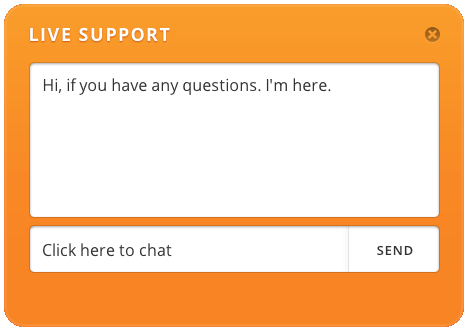 LIVE SUPPORT
Hi, if you have any questions. I'm here.
Click here to chat
SEND